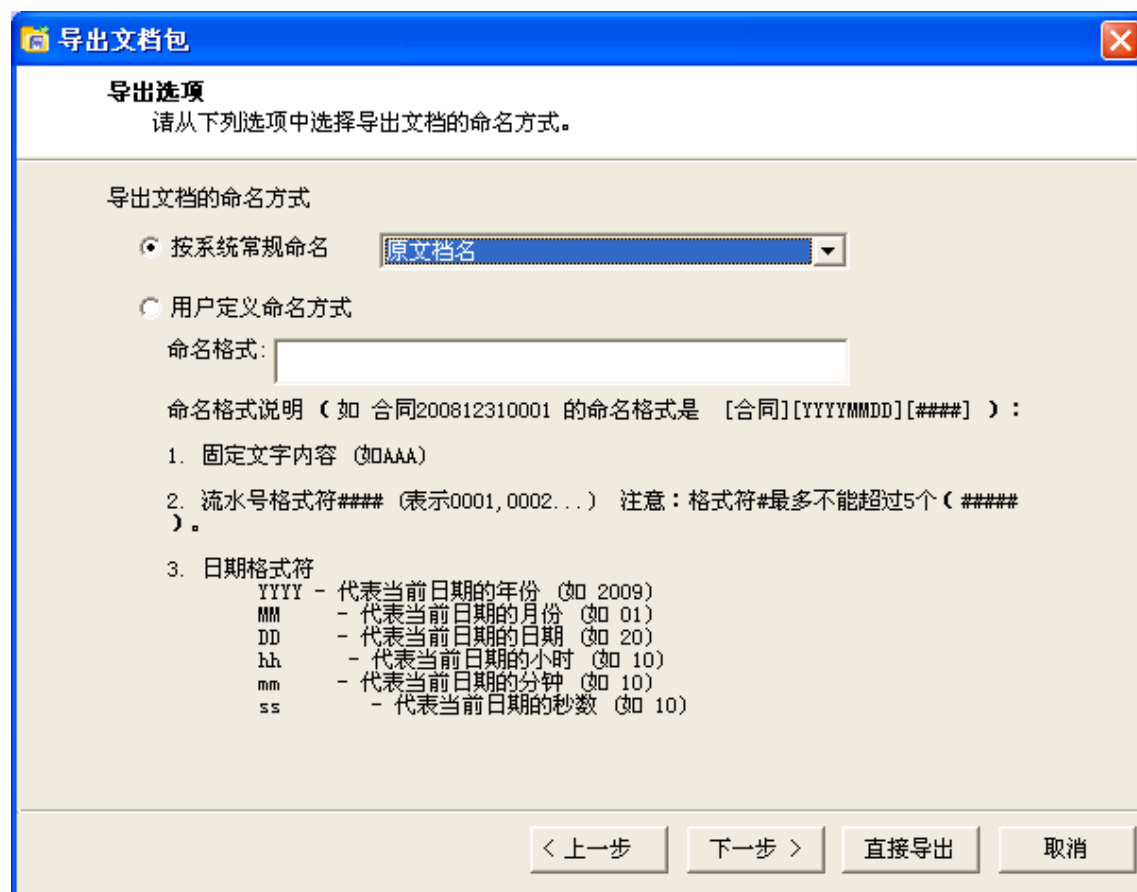 导出文档包
导出选项
请从下列选项中选择导出文档的命名方式。
导出文档的命名方式
按系统常规命名 原文档名
用户定义命名方式
命名格式:
命名格式说明 ( 如 合同200812310001 的命名格式是 [合同][YYYYMMDD][####] ) :
1. 固定文字内容 (如AAA)
2. 流水号格式符#### (表示0001,0002...) 注意:格式符#最多不能超过5个( #####
)。
3. 日期格式符
YYYY - 代表当前日期的年份 (如 2009)
MM - 代表当前日期的月份 (如 01)
DD - 代表当前日期的日期 (如 20)
hh - 代表当前日期的小时 (如 10)
mm - 代表当前日期的分钟 (如 10)
ss - 代表当前日期的秒数 (如 10)
< 上一步 下一步 > 直接导出 取消